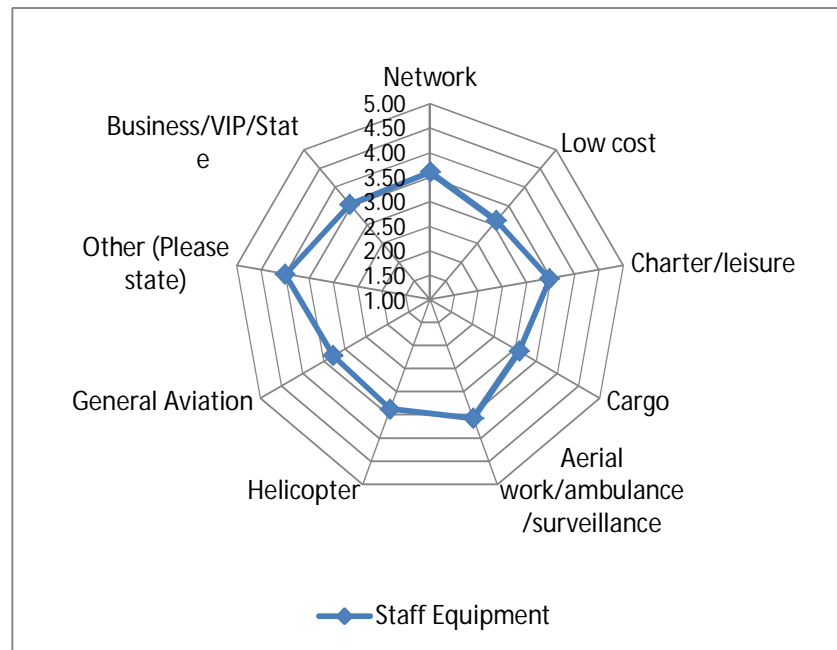 Network
5.00
4.50
4.00
3.50
3.00
2.50
2.00
1.50
1.00
Low cost
Charter/leisure
Cargo
Aerial
work/ambulance
/surveillance
Helicopter
General Aviation
Other (Please
state)
Business/VIP/Stat
e
Staff Equipment